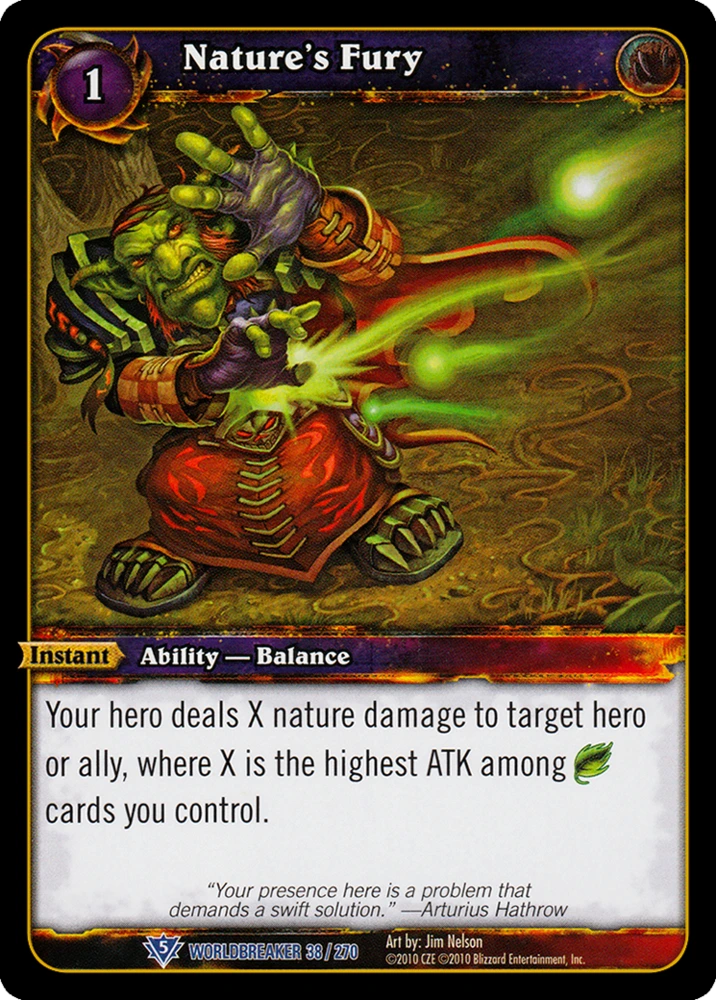 1
Nature's Fury
Instant
Ability — Balance
Your hero deals X nature damage to target hero
or ally, where X is the highest ATK among
cards you control.
“Your presence here is a problem that
demands a swift solution.” —Arturius Hathrow
5
WORLDBREAKER 38/270
Art by: Jim Nelson
©2010 CZE ©2010 Blizzard Entertainment, Inc.